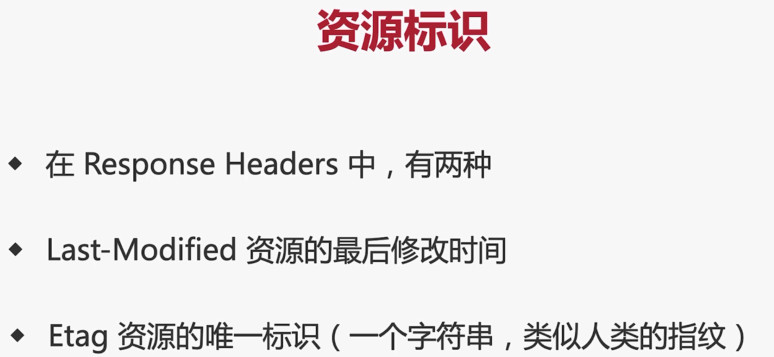 资源标识
◆ 在 Response Headers 中，有两种
◆ Last-Modified 资源的最后修改时间
◆ Etag 资源的唯一标识（一个字符串，类似人类的指纹）